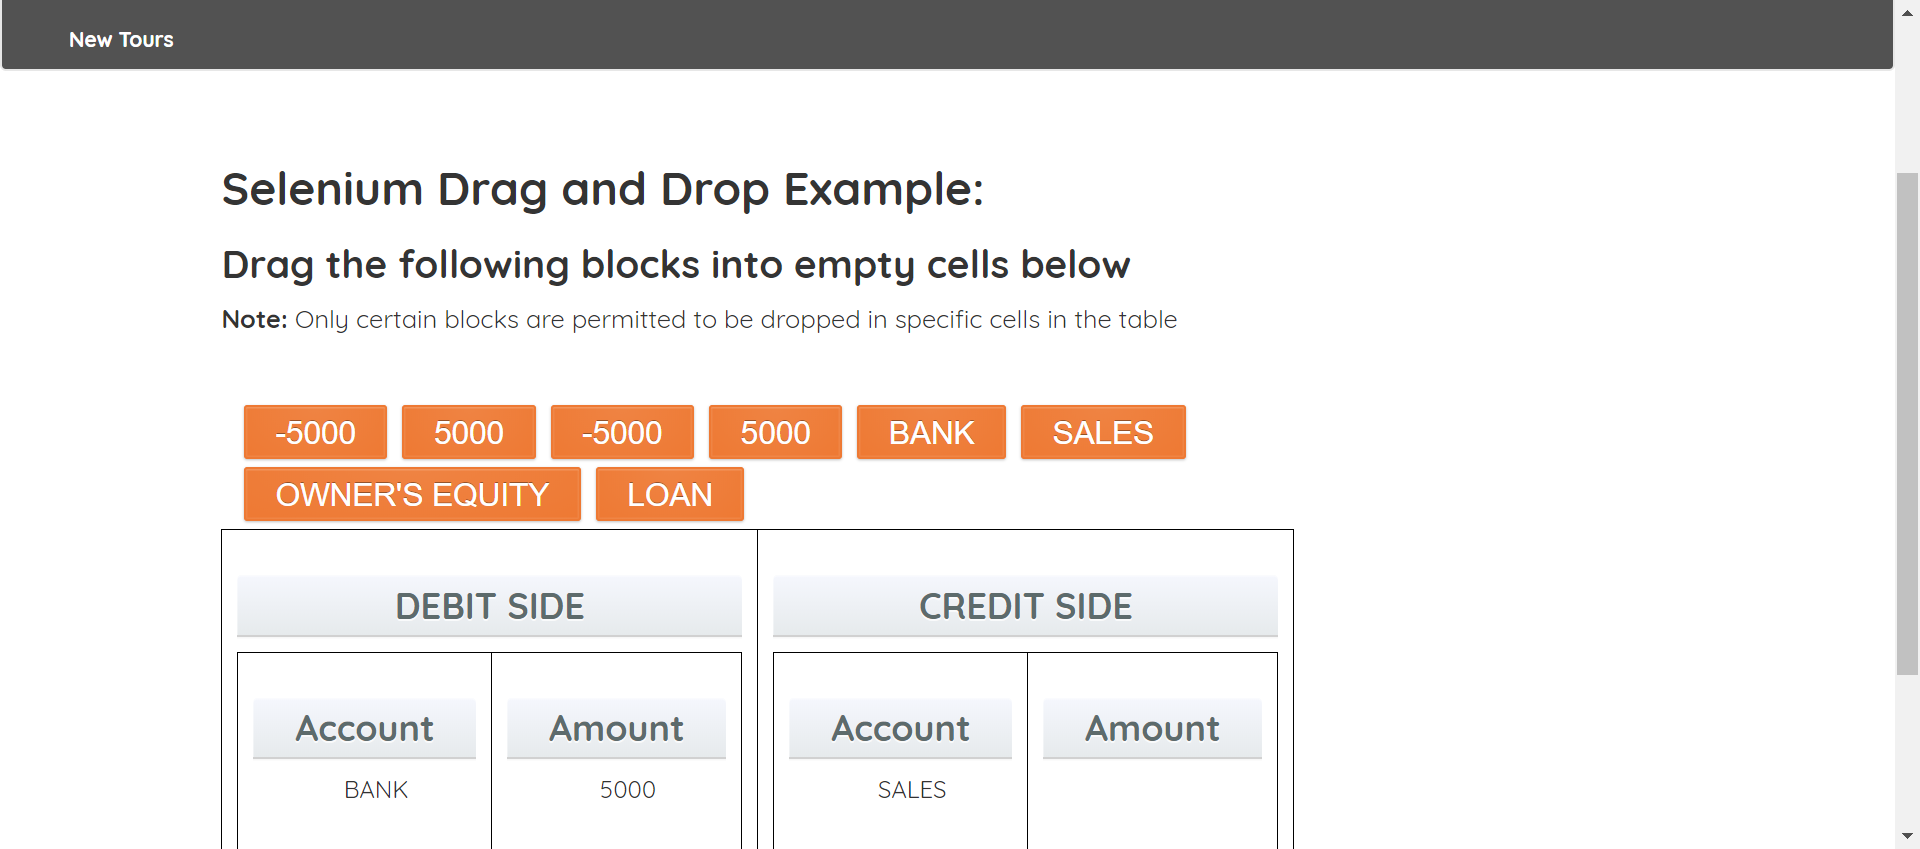 New Tours
Selenium Drag and Drop Example:
Drag the following blocks into empty cells below
Note: Only certain blocks are permitted to be dropped in specific cells in the table
-5000 5000 -5000 5000 BANK SALES
OWNER'S EQUITY LOAN
DEBIT SIDE CREDIT SIDE
Account Amount Account Amount
BANK 5000 SALES